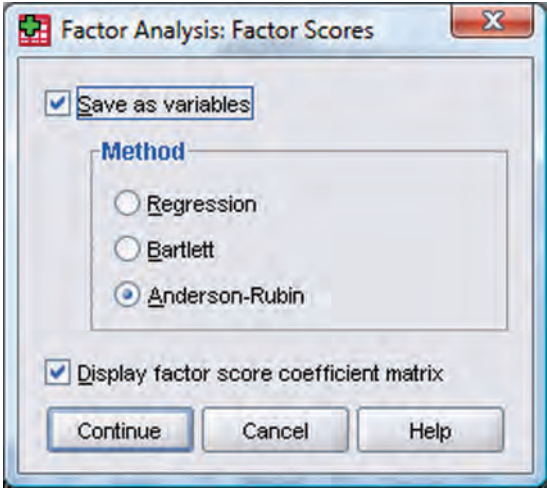 Factor Analysis: Factor Scores
Save as variables
Method
Regression
Bartlett
Anderson-Rubin
Display factor score coefficient matrix
Continue
Cancel
Help